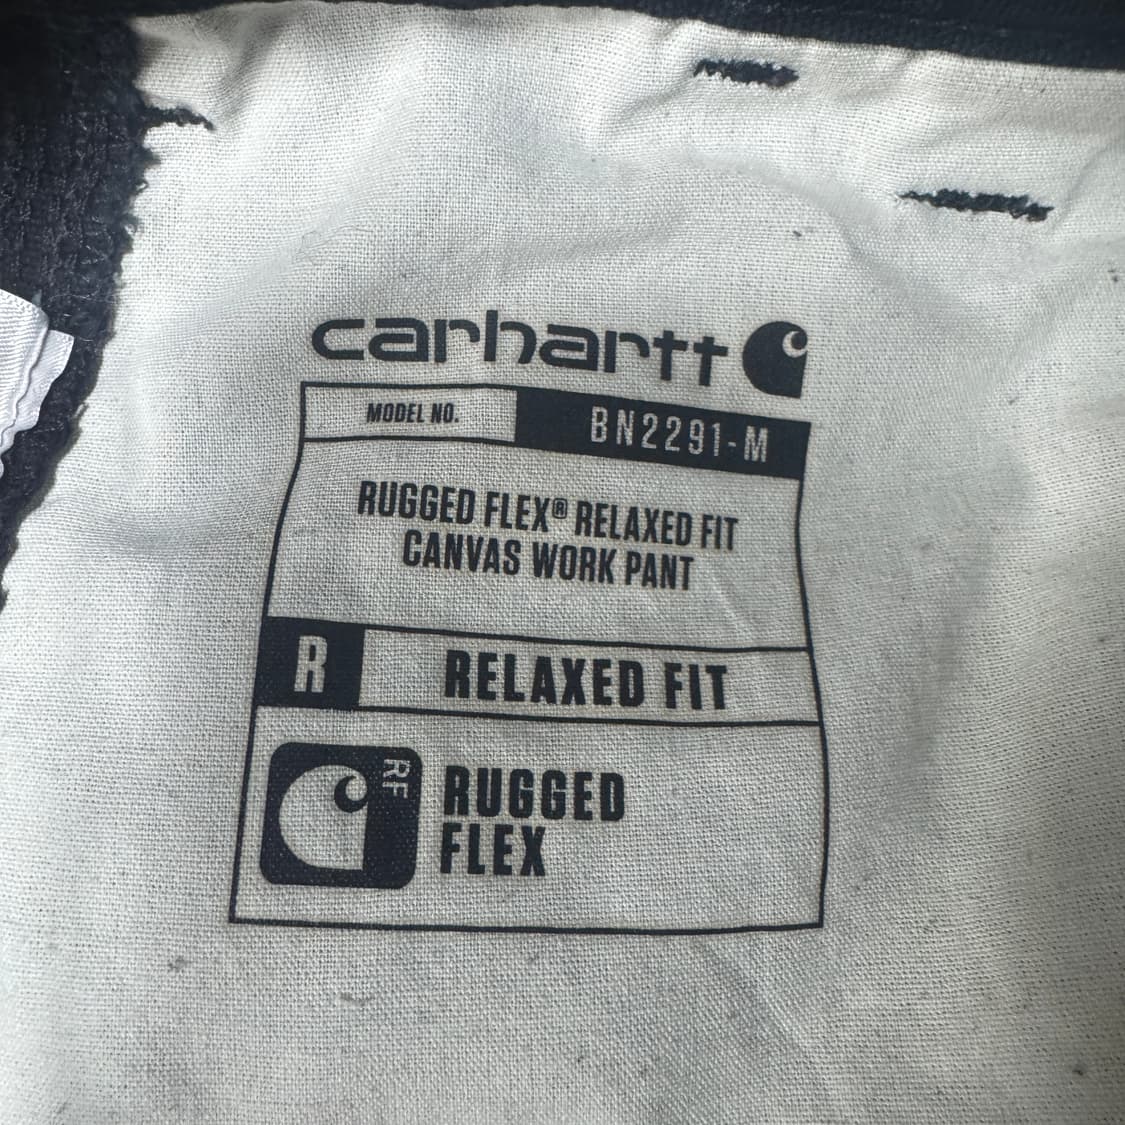 carhartt
MODEL NO. BN2291-M
RUGGED FLEX® RELAXED FIT
CANVAS WORK PANT
R RELAXED FIT
RF
RUGGED
FLEX